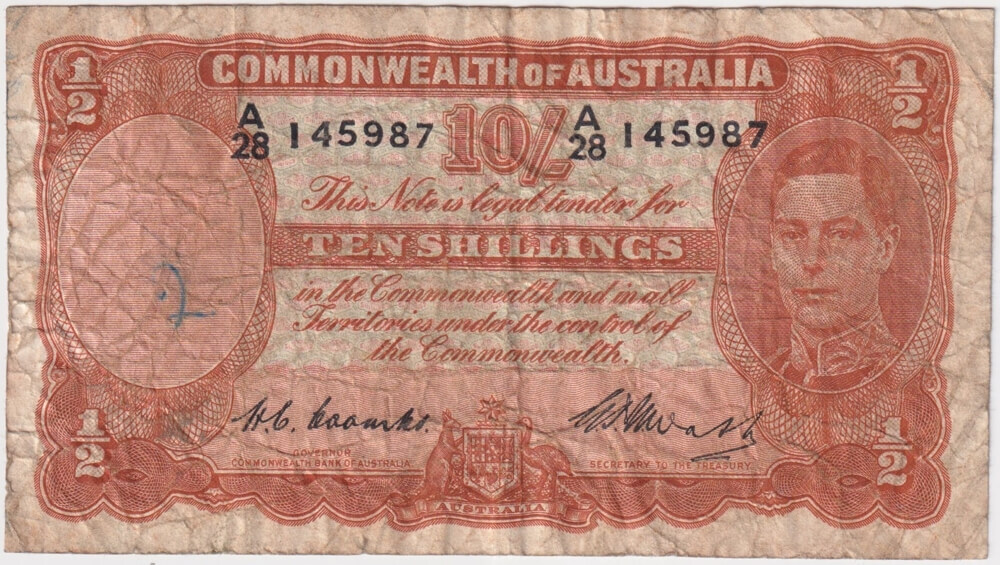 COMMONWEALTH OF AUSTRALIA
1/2 1/2
A/28 145987 10/- A/28 145987
This Note is legal tender for
TEN SHILLINGS
in the Commonwealth and in all
Territories under the control of
the Commonwealth.
2
H.C. Coombs.
GOVERNOR
COMMONWEALTH BANK OF AUSTRALIA
SECRETARY TO THE TREASURY
1/2 1/2
AUSTRALIA